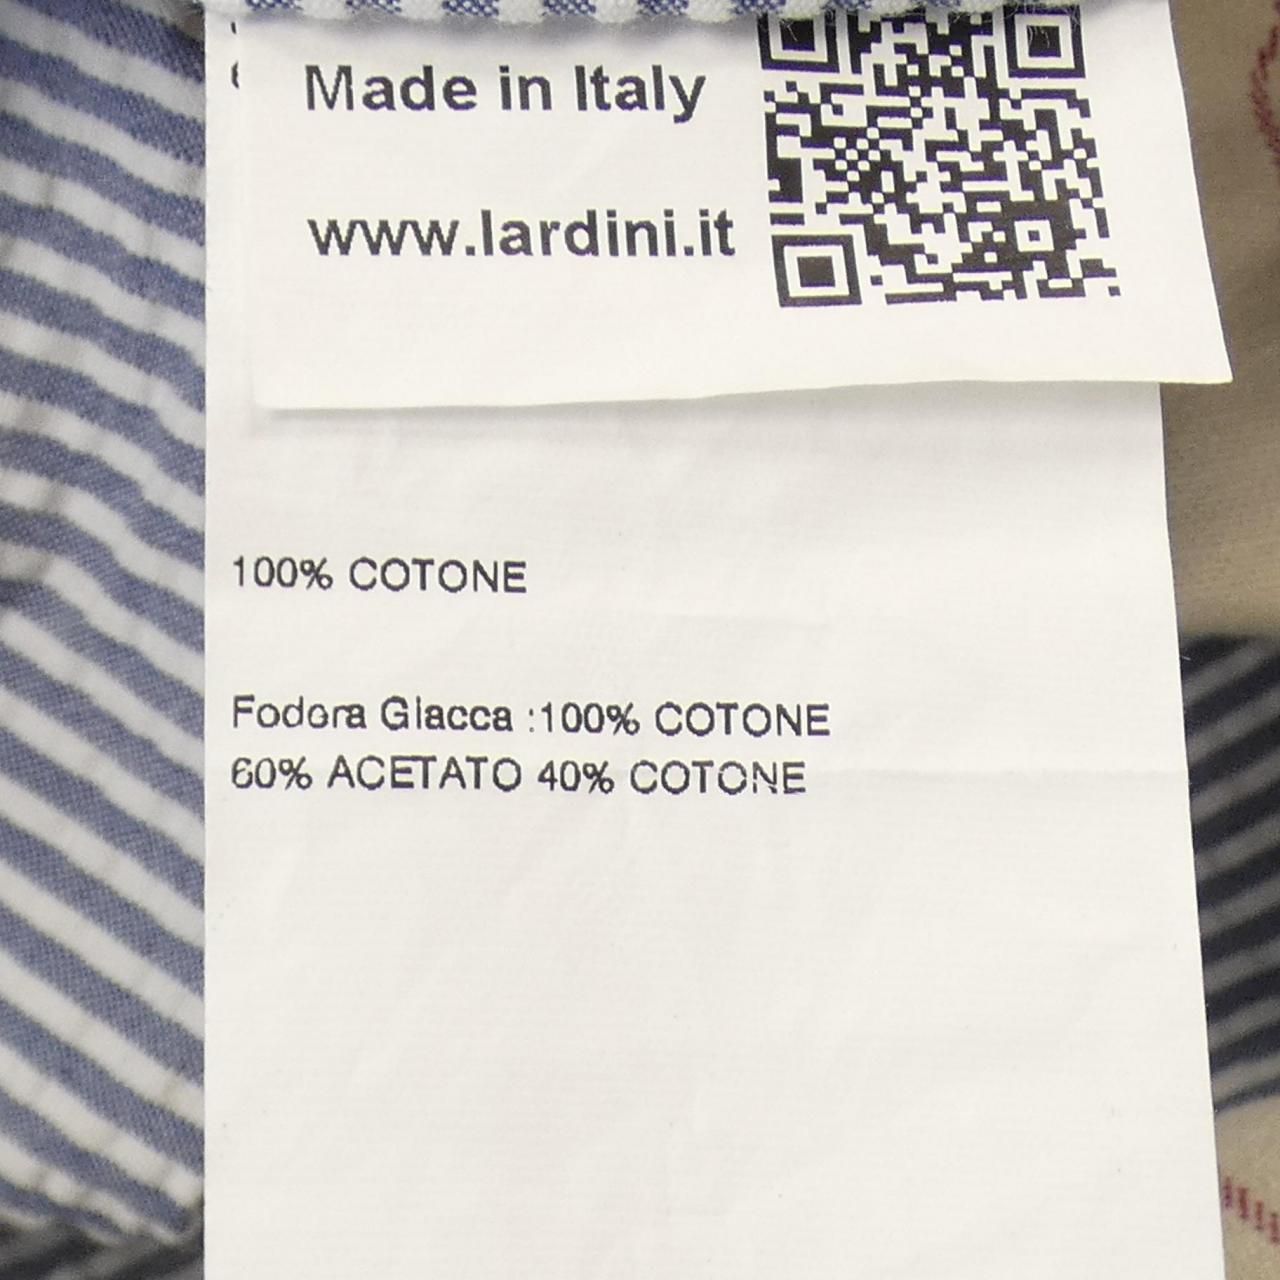 Made in Italy
www.lardini.it
100% COTONE
Fodera Giacca :100% COTONE
60% ACETATO 40% COTONE